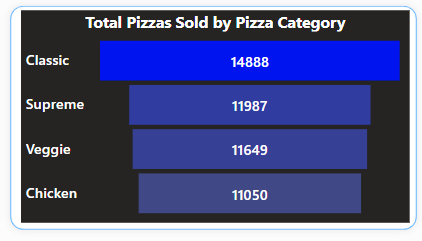 Total Pizzas Sold by Pizza Category
Classic 14888
Supreme 11987
Veggie 11649
Chicken 11050